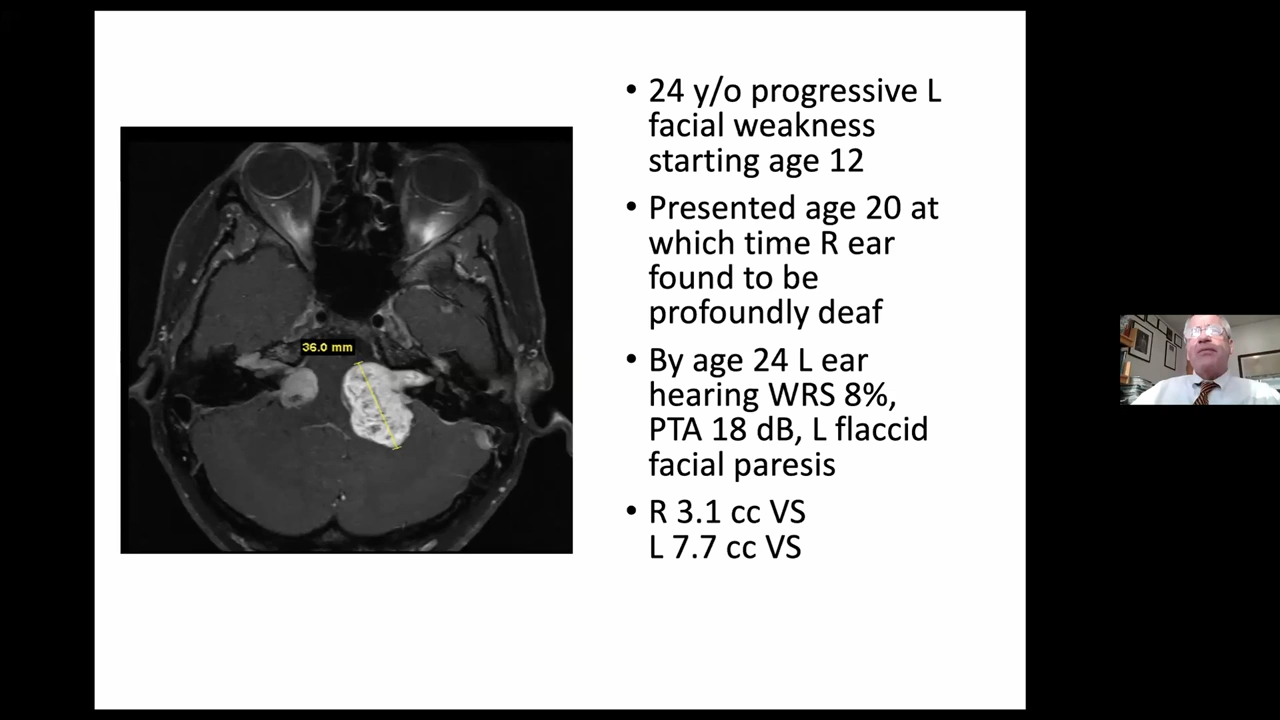 36.0 mm
• 24 y/o progressive L
facial weakness
starting age 12
• Presented age 20 at
which time R ear
found to be
profoundly deaf
• By age 24 L ear
hearing WRS 8%,
PTA 18 dB, L flaccid
facial paresis
• R 3.1 cc VS
L 7.7 cc VS